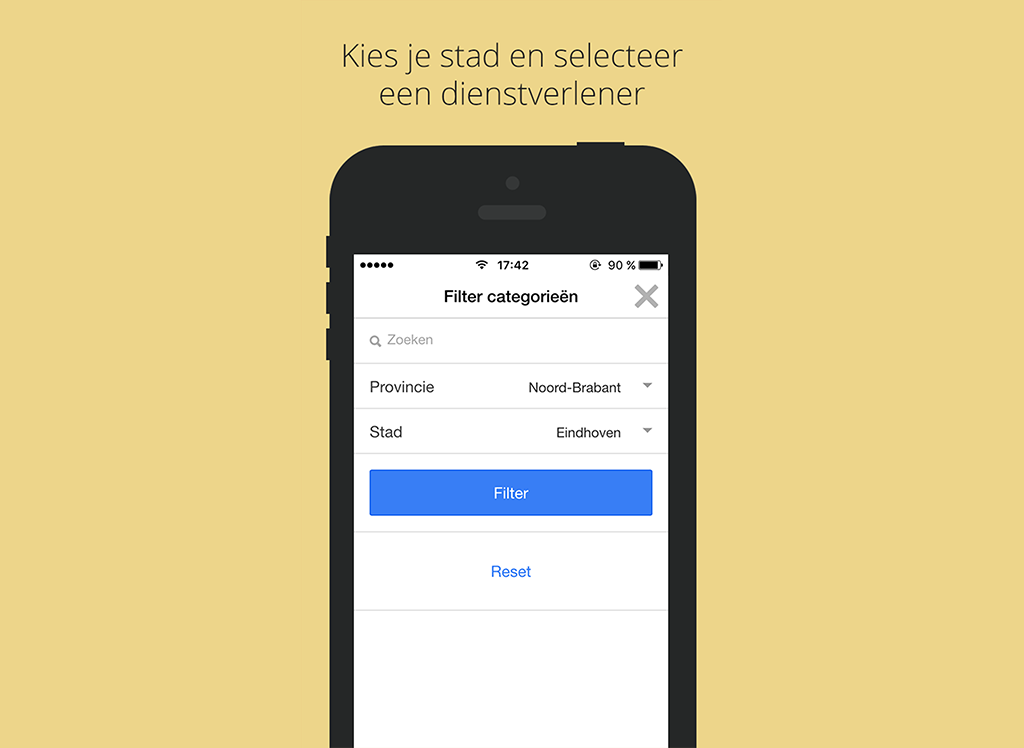 Kies je stad en selecteer
een dienstverlener
17:42 90 %
Filter categorieën
Zoeken
Provincie Noord-Brabant
Stad Eindhoven
Filter
Reset